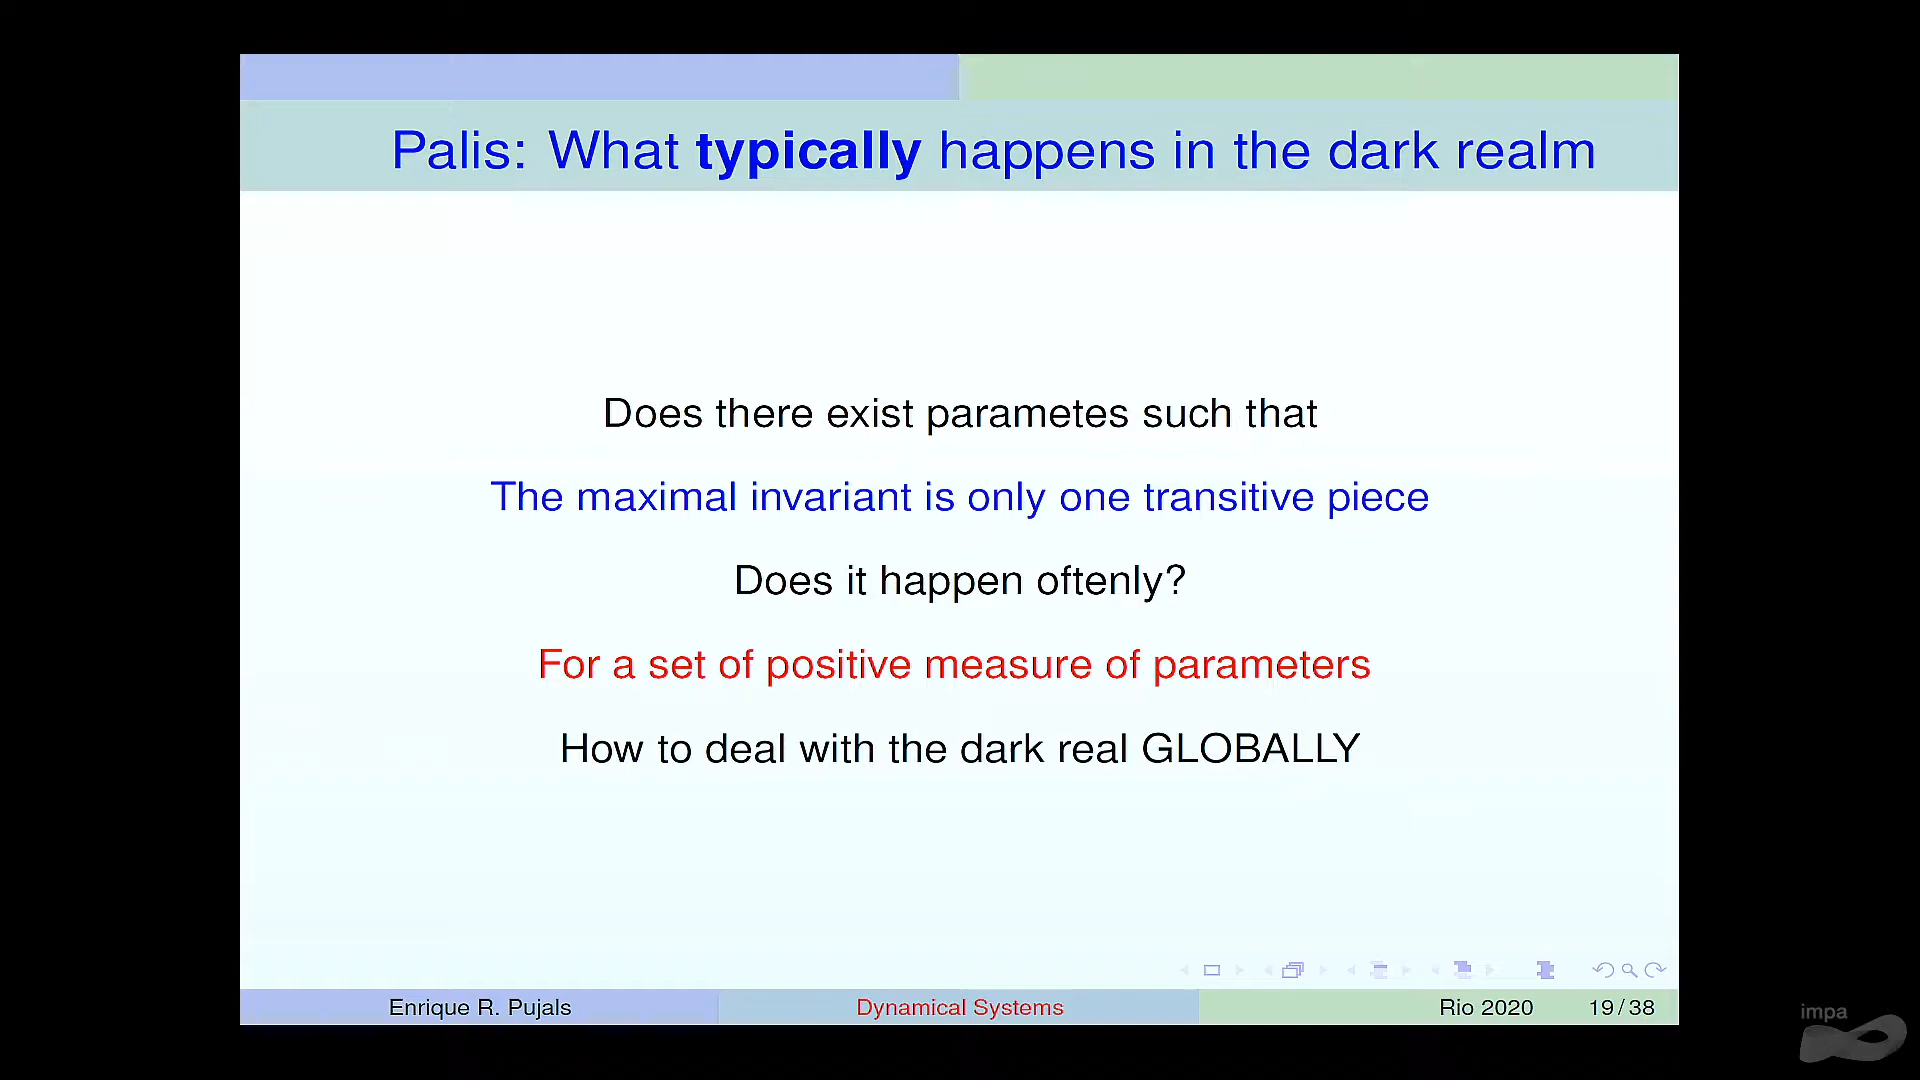 Palis: What typically happens in the dark realm
Does there exist parametes such that
The maximal invariant is only one transitive piece
Does it happen oftenly?
For a set of positive measure of parameters
How to deal with the dark real GLOBALLY
Enrique R. Pujals
Dynamical Systems
Rio 2020
19/38
impa